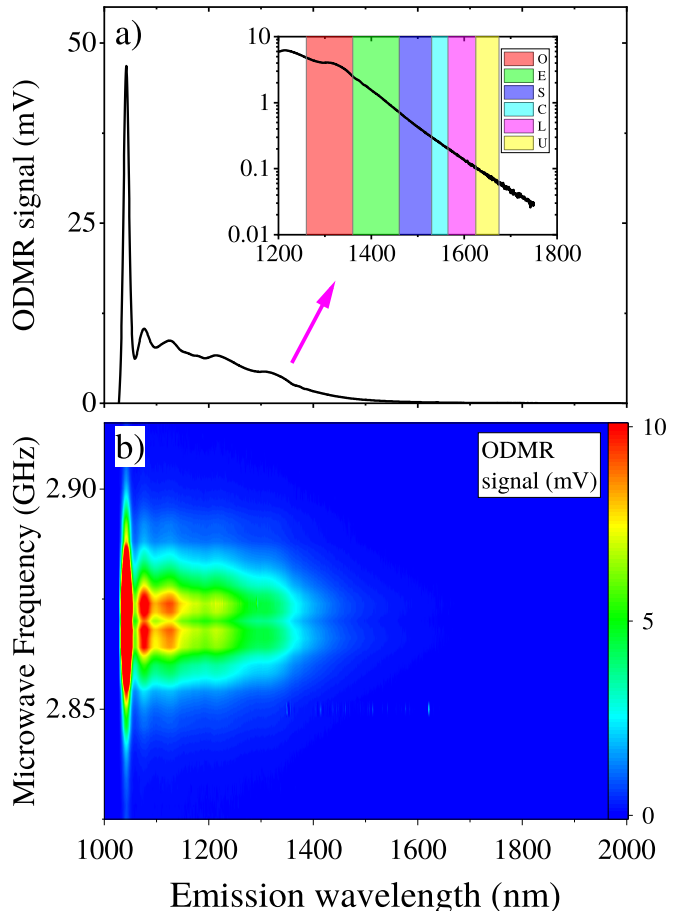 a)
ODMR signal (mV)
50
25
0
10
1
0.1
0.01
1200
1400
1600
1800
O
E
S
C
L
U
b)
Microwave Frequency (GHz)
2.90
2.85
ODMR
signal (mV)
10
5
0
1000
1200
1400
1600
1800
2000
Emission wavelength (nm)